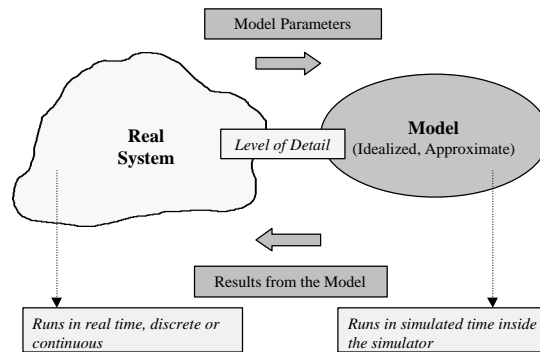 Model Parameters
Real
System
Level of Detail
Model
(Idealized, Approximate)
Results from the Model
Runs in real time, discrete or
continuous
Runs in simulated time inside
the simulator